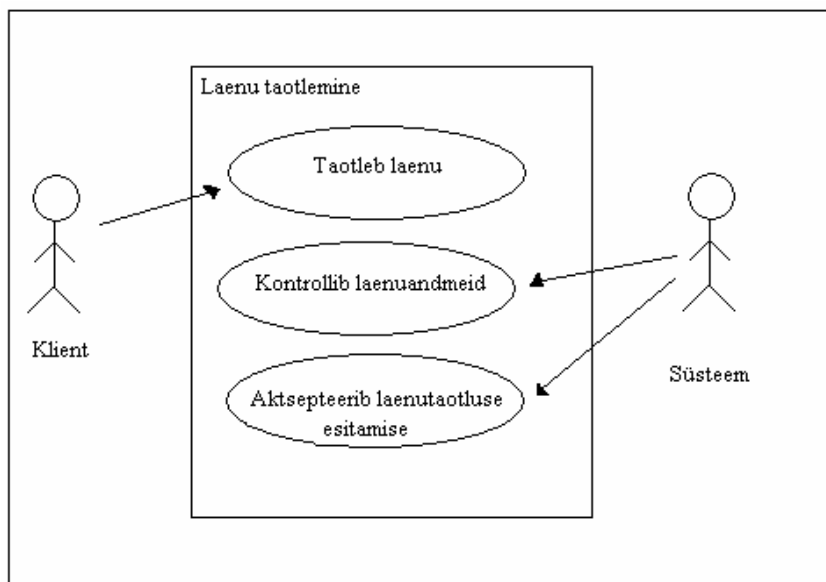 Laenu taotlemine
Taotleb laenu
Kontrollib laenuandmeid
Klient
Süsteem
Aktsepteerib laenutaotluse
esitamise